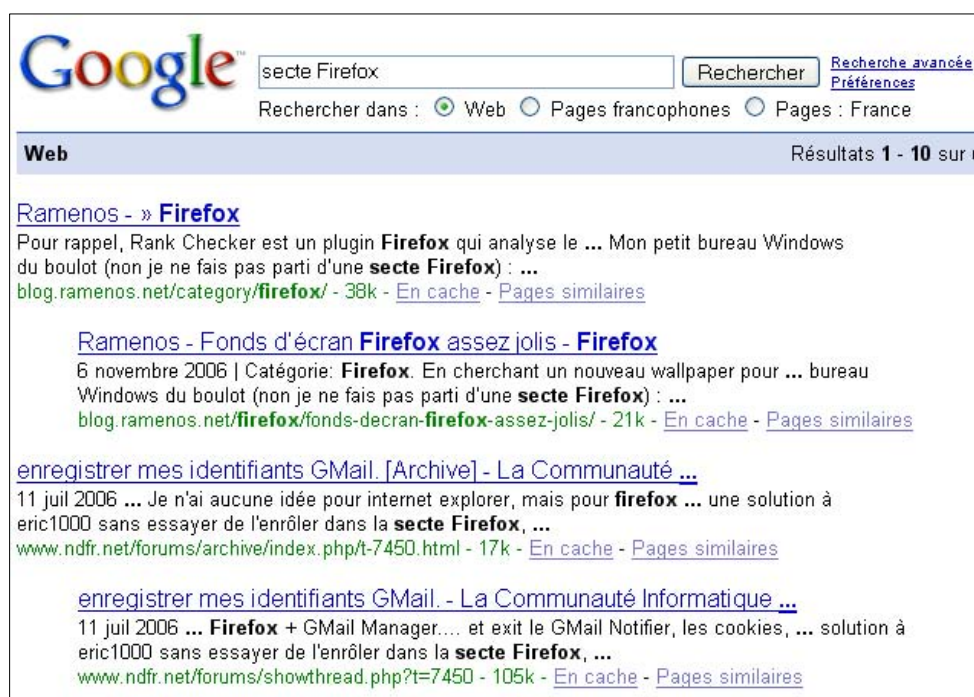 Google™
secte Firefox
Rechercher
Recherche avancée
Préférences
Rechercher dans : Web Pages francophones Pages : France
Web Résultats 1 - 10 sur
Ramenos - » Firefox
Pour rappel, Rank Checker est un plugin Firefox qui analyse le ... Mon petit bureau Windows
du boulot (non je ne fais pas parti d'une secte Firefox) : ...
blog.ramenos.net/category/firefox/ - 38k - En cache - Pages similaires
Ramenos - Fonds d'écran Firefox assez jolis - Firefox
6 novembre 2006 | Catégorie: Firefox. En cherchant un nouveau wallpaper pour ... bureau
Windows du boulot (non je ne fais pas parti d'une secte Firefox) : ...
blog.ramenos.net/firefox/fonds-decran-firefox-assez-jolis/ - 21k - En cache - Pages similaires
enregistrer mes identifiants GMail. [Archive] - La Communauté ...
11 juil 2006 ... Je n'ai aucune idée pour internet explorer, mais pour firefox ... une solution à
eric1000 sans essayer de l'enrôler dans la secte Firefox, ...
www.ndfr.net/forums/archive/index.php/t-7450.html - 17k - En cache - Pages similaires
enregistrer mes identifiants GMail. - La Communauté Informatique ...
11 juil 2006 ... Firefox + GMail Manager.... et exit le GMail Notifier, les cookies, ... solution à
eric1000 sans essayer de l'enrôler dans la secte Firefox, ...
www.ndfr.net/forums/showthread.php?t=7450 - 105k - En cache - Pages similaires